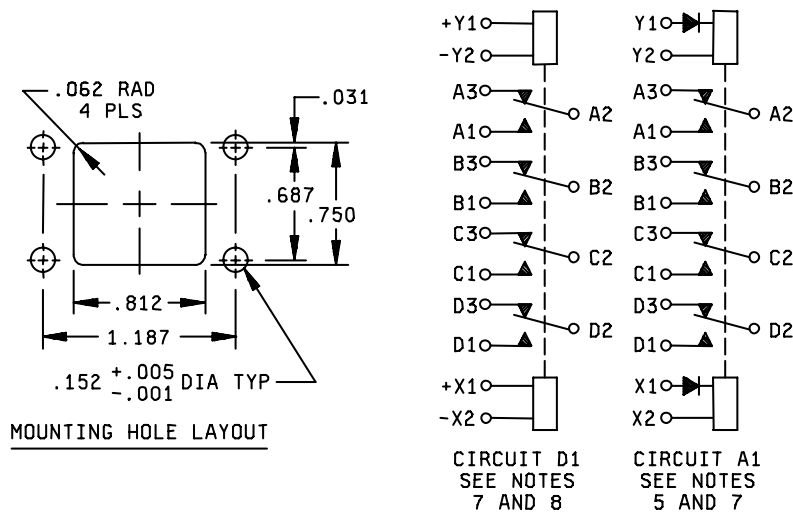 .062 RAD
4 PLS
.031
.687
.750
.812
1.187
.152 +.005 -.001 DIA TYP
MOUNTING HOLE LAYOUT
+Y1
-Y2
A3
A2
A1
B3
B2
B1
C3
C2
C1
D3
D2
D1
+X1
-X2
CIRCUIT D1
SEE NOTES
7 AND 8
Y1
Y2
A3
A2
A1
B3
B2
B1
C3
C2
C1
D3
D2
D1
X1
X2
CIRCUIT A1
SEE NOTES
5 AND 7